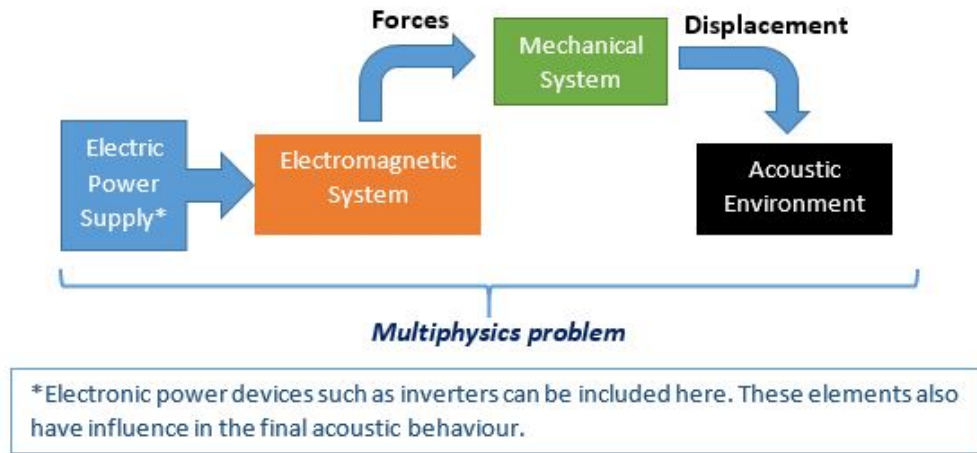 Forces
Mechanical
System
Displacement
Electric
Power
Supply*
Electromagnetic
System
Acoustic
Environment
Multiphysics problem
*Electronic power devices such as inverters can be included here. These elements also
have influence in the final acoustic behaviour.